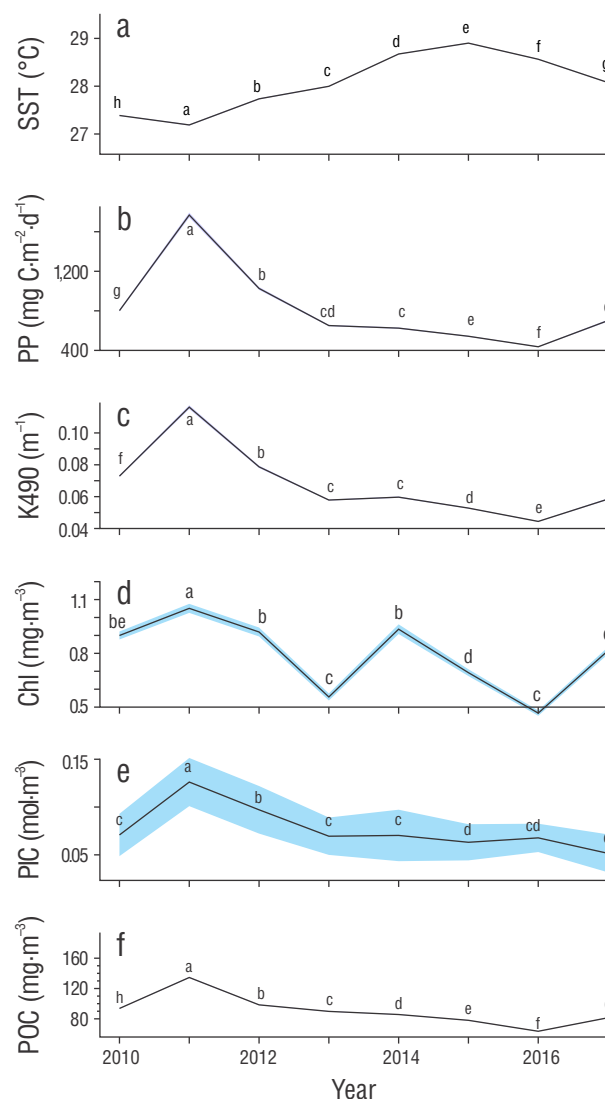 a
SST (°C)
29
28
27
h
a
b
c
d
e
f
g
b
PP (mg C·m⁻²·d⁻¹)
1,200
400
g
a
b
cd
c
e
f
c
K490 (m⁻¹)
0.10
0.08
0.06
0.04
f
a
b
c
c
d
e
d
Chl (mg·m⁻³)
1.1
0.8
0.5
be
a
b
c
b
d
c
e
PIC (mol·m⁻³)
0.15
0.05
c
a
b
c
c
d
cd
f
POC (mg·m⁻³)
160
120
80
h
a
b
c
d
e
f
2010
2012
2014
2016
Year